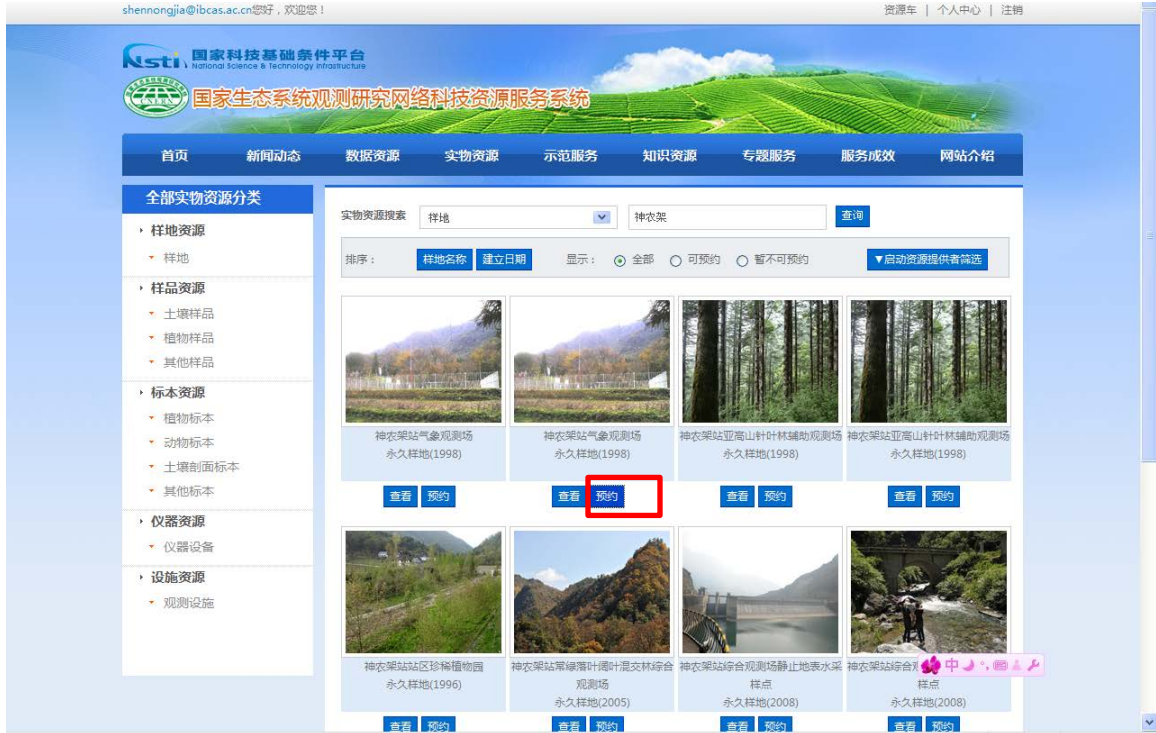 shennongjia@ibcas.ac.cn您好，欢迎您！
资源车 | 个人中心 | 注销
Nsti 国家科技基础条件平台
National Science & Technology Infrastructure
CNERN 国家生态系统观测研究网络科技资源服务系统
首页 新闻动态 数据资源 实物资源 示范服务 知识资源 专题服务 服务成效 网站介绍
全部实物资源分类
样地资源
样地
样品资源
土壤样品
植物样品
其他样品
标本资源
植物标本
动物标本
土壤剖面标本
其他标本
仪器资源
仪器设备
设施资源
观测设施
实物资源搜索 样地 神农架 查询
排序： 样地名称 建立日期 显示： 全部 可预约 暂不可预约 ▼启动资源提供者筛选
神农架站气象观测场 神农架站气象观测场 神农架站亚高山针叶林辅助观测场 神农架站亚高山针叶林辅助观测场
永久样地(1998) 永久样地(1998) 永久样地(1998) 永久样地(1998)
查看 预约 查看 预约 查看 预约 查看 预约
神农架站站区珍稀植物园 神农架站常绿落叶阔叶混交林综合 神农架站综合观测场静止地表水采 神农架站综合
永久样地(1996) 观测场 样点 样点
永久样地(2005) 永久样地(2008) 永久样地(2008)
查看 预约 查看 预约 查看 预约 查看 预约
中